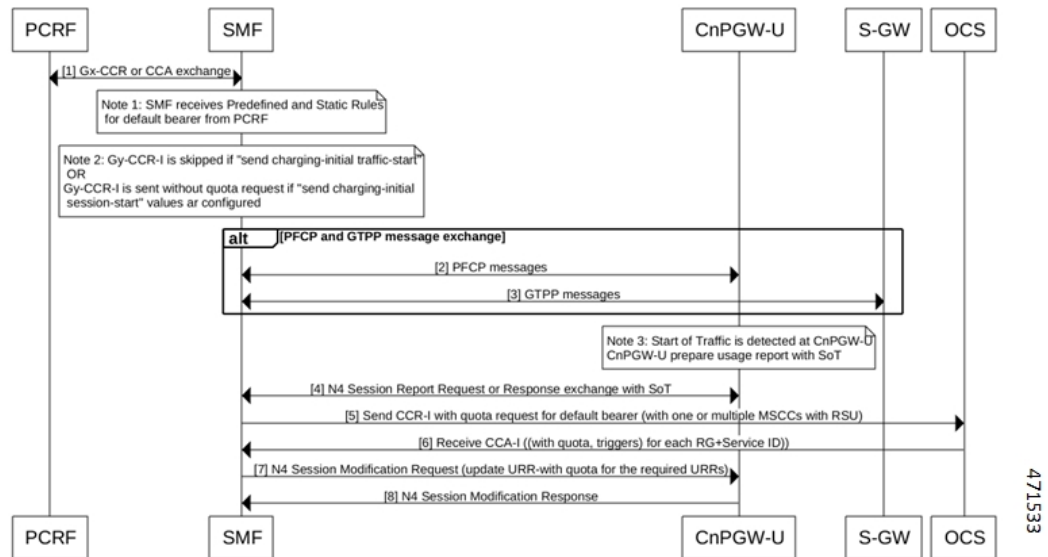 PCRF
SMF
CnPGW-U
S-GW
OCS
[1] Gx-CCR or CCA exchange
Note 1: SMF receives Predefined and Static Rules
for default bearer from PCRF
Note 2: Gy-CCR-I is skipped if "send charging-initial traffic-start"
OR
Gy-CCR-I is sent without quota request if "send charging-initial
session-start" values ar configured
alt
[PFCP and GTPP message exchange]
[2] PFCP messages
[3] GTPP messages
Note 3: Start of Traffic is detected at CnPGW-U
CnPGW-U prepare usage report with SoT
[4] N4 Session Report Request or Response exchange with SoT
[5] Send CCR-I with quota request for default bearer (with one or multiple MSCCs with RSU)
[6] Receive CCA-I ((with quota, triggers) for each RG+Service ID))
[7] N4 Session Modification Request (update URR-with quota for the required URRs)
[8] N4 Session Modification Response
PCRF
SMF
CnPGW-U
S-GW
OCS
471533